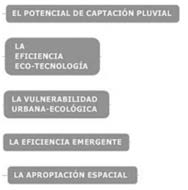 EL POTENCIAL DE CAPTACIÓN PLUVIAL
LA
EFICIENCIA
ECO-TECNOLOGÍA
LA VULNERABILIDAD
URBANA-ECOLÓGICA
LA EFICIENCIA EMERGENTE
LA APROPIACIÓN ESPACIAL